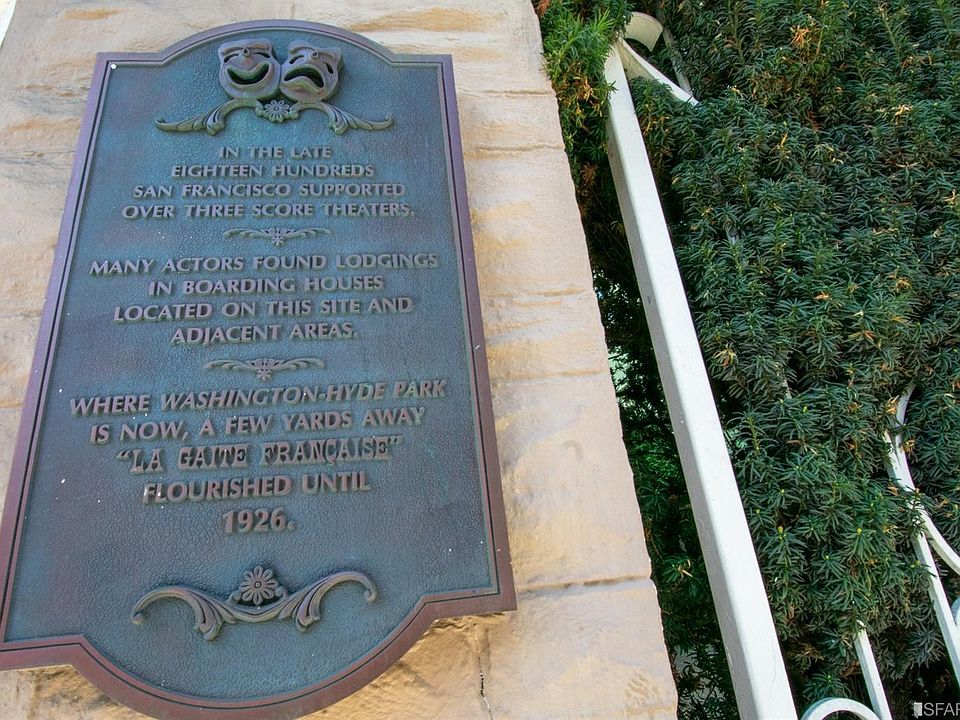 IN THE LATE
EIGHTEEN HUNDREDS
SAN FRANCISCO SUPPORTED
OVER THREE SCORE THEATERS.
MANY ACTORS FOUND LODGINGS
IN BOARDING HOUSES
LOCATED ON THIS SITE AND
ADJACENT AREAS.
WHERE WASHINGTON-HYDE PARK
IS NOW, A FEW YARDS AWAY
"LA GAITE FRANÇAISE"
FLOURISHED UNTIL
1926.
SFAR